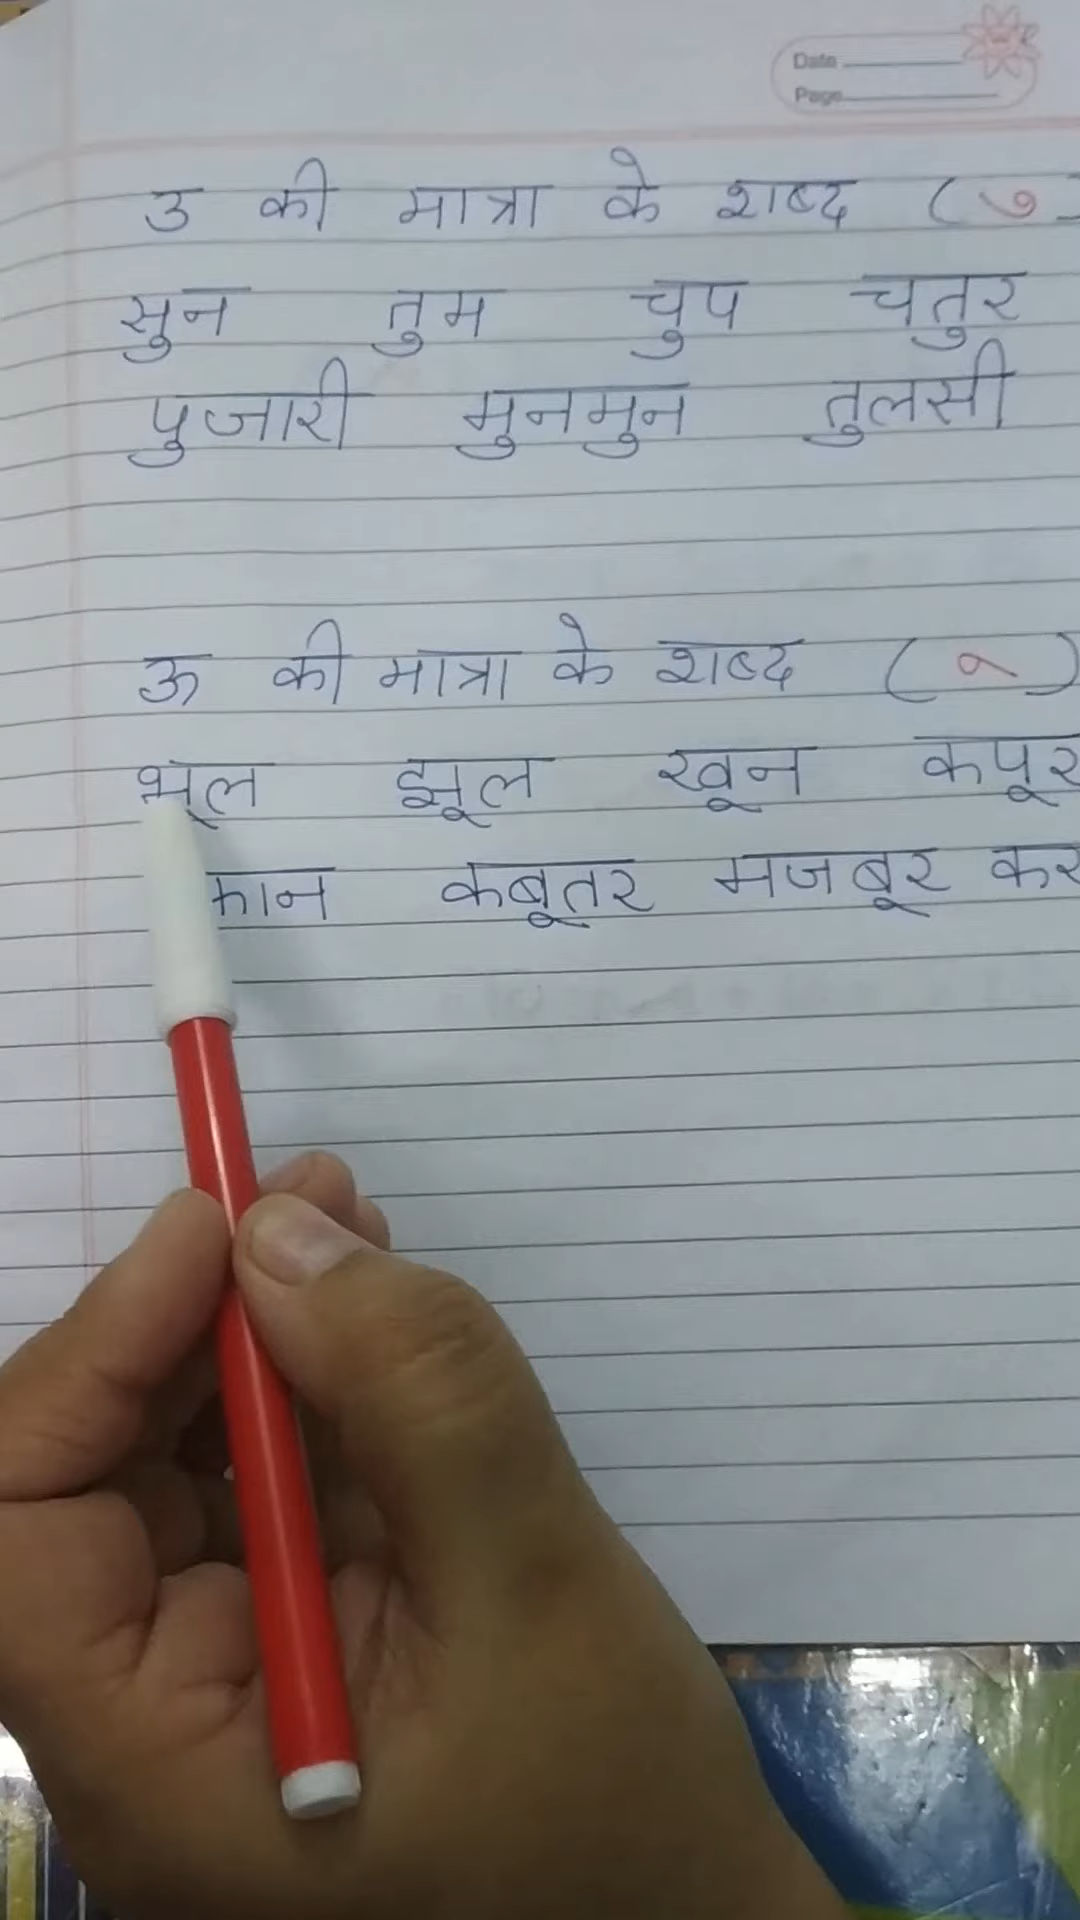 Date
Page
उ की मात्रा के शब्द ( ु )
सुन तुम चुप चतुर
पुजारी मुनमुन तुलसी
ऊ की मात्रा के शब्द ( ू )
भूल झूल खून कपूर
कबूतर मजबूर